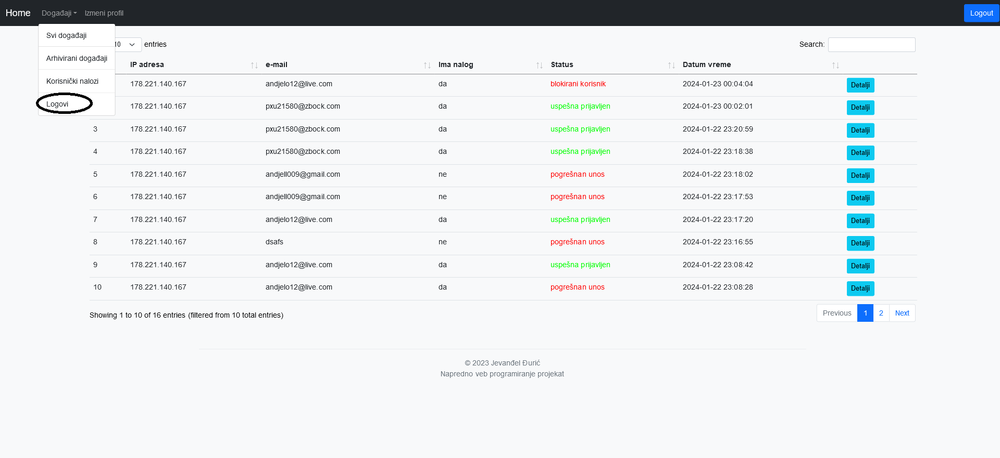 Home Događaji Izmeni profil Logout
Svi događaji
Arhivirani događaji
Korisnički nalozi
Logovi
10 entries Search:
IP adresa e-mail Ima nalog Status Datum vreme
178.221.140.167 andjelo12@live.com da blokirani korisnik 2024-01-23 00:04:04 Detalji
178.221.140.167 pxu21580@zbock.com da uspešna prijavljen 2024-01-23 00:02:01 Detalji
3 178.221.140.167 pxu21580@zbock.com da uspešna prijavljen 2024-01-22 23:20:59 Detalji
4 178.221.140.167 pxu21580@zbock.com da uspešna prijavljen 2024-01-22 23:18:38 Detalji
5 178.221.140.167 andjell009@gmail.com ne pogrešnan unos 2024-01-22 23:18:02 Detalji
6 178.221.140.167 andjell009@gmail.com ne pogrešnan unos 2024-01-22 23:17:53 Detalji
7 178.221.140.167 andjelo12@live.com da uspešna prijavljen 2024-01-22 23:17:20 Detalji
8 178.221.140.167 dsafs ne pogrešnan unos 2024-01-22 23:16:55 Detalji
9 178.221.140.167 andjelo12@live.com da uspešna prijavljen 2024-01-22 23:08:42 Detalji
10 178.221.140.167 andjelo12@live.com da pogrešnan unos 2024-01-22 23:08:28 Detalji
Showing 1 to 10 of 16 entries (filtered from 10 total entries) Previous 1 2 Next
© 2023 Jevanđel Đurić
Napredno veb programiranje projekat